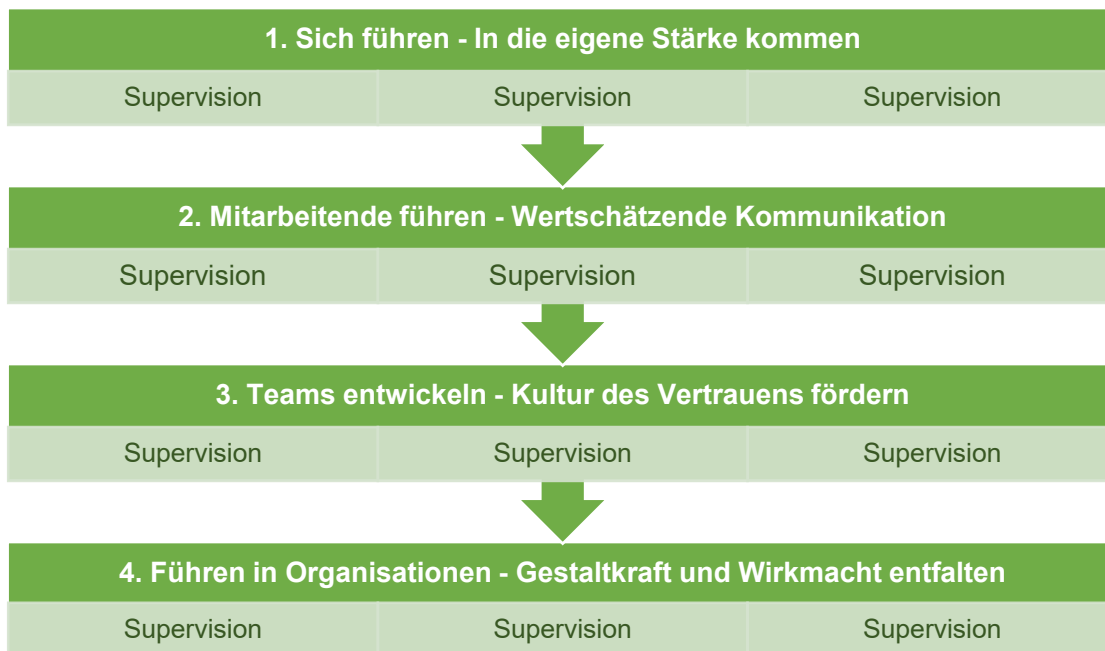 1. Sich führen - In die eigene Stärke kommen
Supervision Supervision Supervision
2. Mitarbeitende führen - Wertschätzende Kommunikation
Supervision Supervision Supervision
3. Teams entwickeln - Kultur des Vertrauens fördern
Supervision Supervision Supervision
4. Führen in Organisationen - Gestaltkraft und Wirkmacht entfalten
Supervision Supervision Supervision